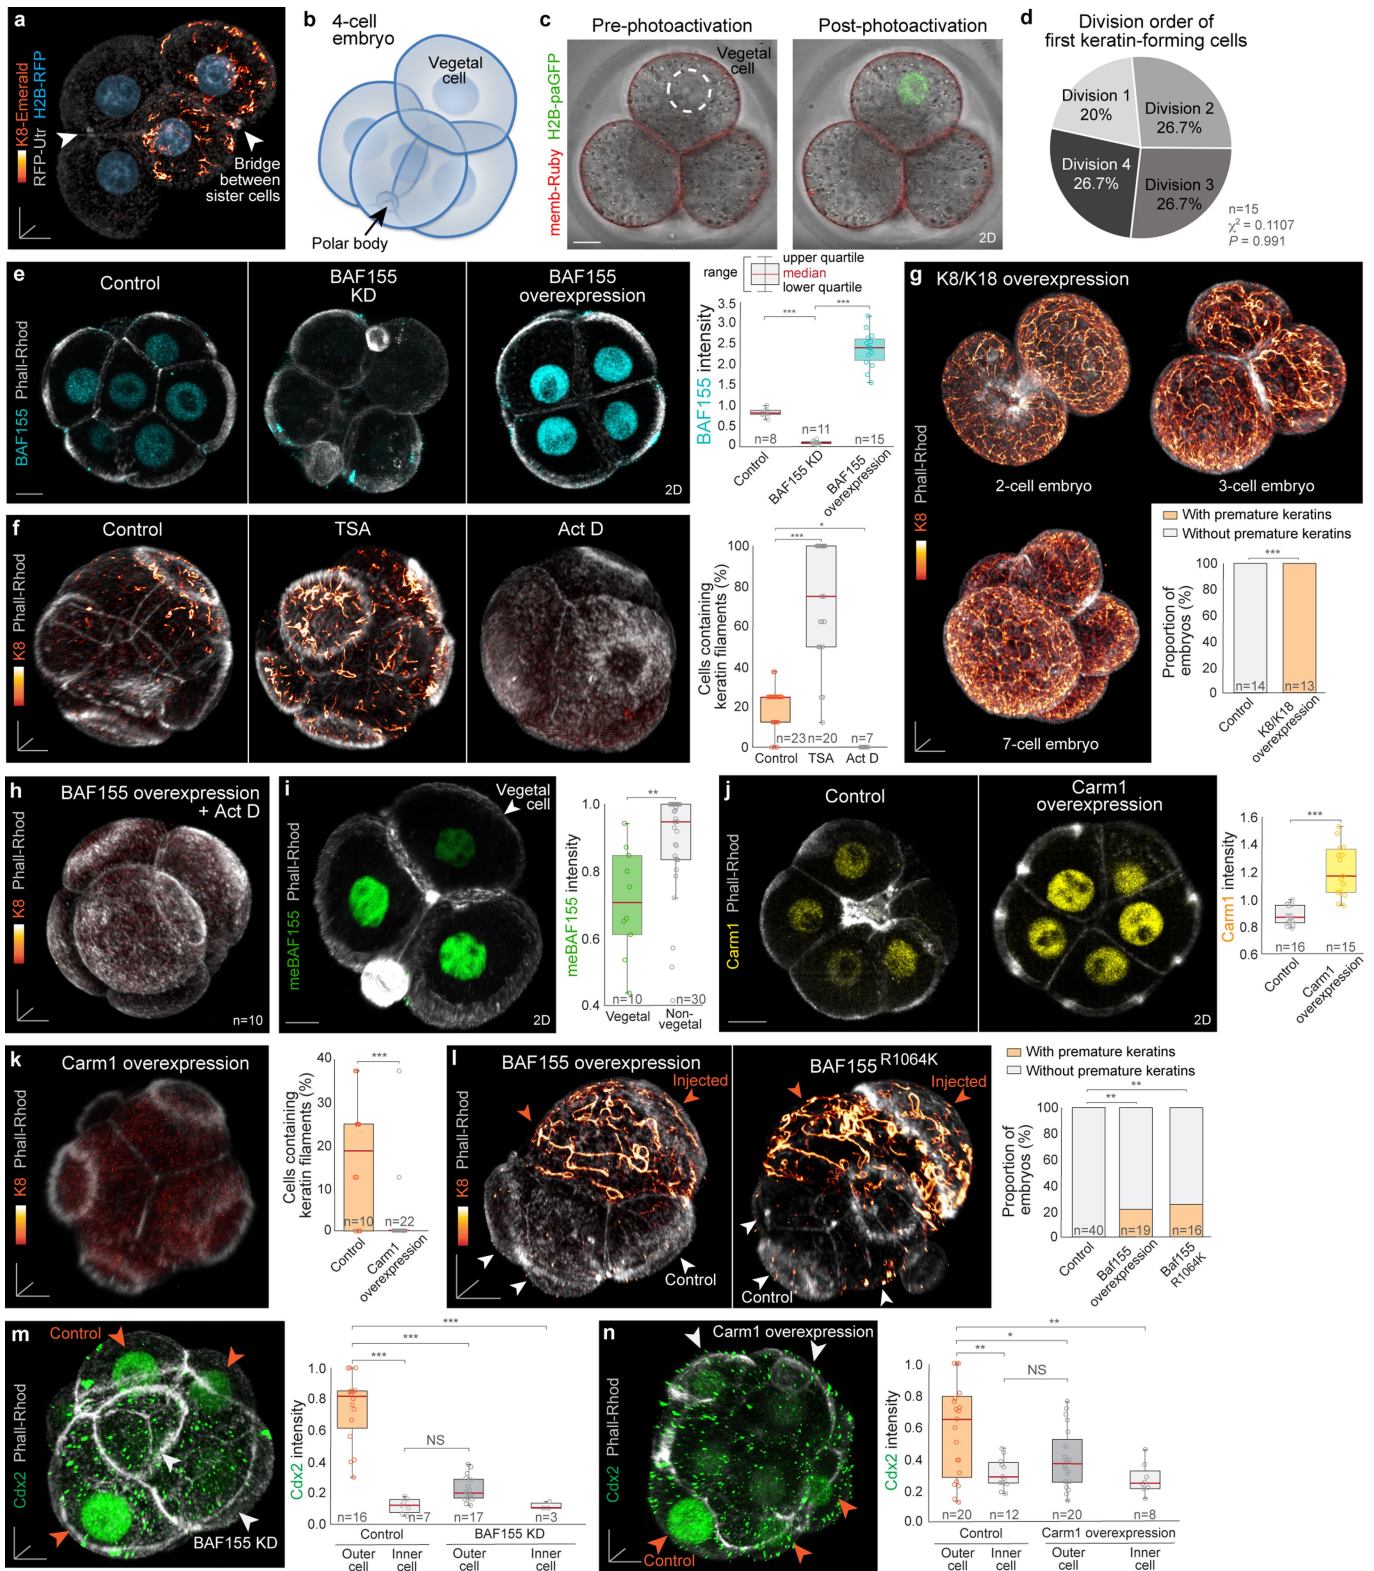 a
K8-Emerald
H2B-RFP
RFP-Utr
Bridge
between
sister cells
b
4-cell
embryo
Vegetal
cell
Polar body
c
Pre-photoactivation
Post-photoactivation
memb-Ruby H2B-paGFP
Vegetal
cell
2D
d
Division order of
first keratin-forming cells
Division 1
20%
Division 2
26.7%
Division 4
26.7%
Division 3
26.7%
n=15
χ² = 0.1107
P = 0.991
e
Control
BAF155
KD
BAF155
overexpression
BAF155 Phall-Rhod
2D
range
upper quartile
median
lower quartile
BAF155 intensity
3.5
3.0
2.5
2.0
1.5
1.0
0.5
0
***
***
n=8
n=11
n=15
Control
BAF155 KD
BAF155
overexpression
f
Control
TSA
Act D
K8 Phall-Rhod
Cells containing
keratin filaments (%)
100
80
60
40
20
0
*
***
n=23
n=20
n=7
Control
TSA
Act D
g
K8/K18 overexpression
K8 Phall-Rhod
2-cell embryo
3-cell embryo
7-cell embryo
With premature keratins
Without premature keratins
Proportion of
embryos (%)
100
80
60
40
20
0
***
n=14
n=13
Control
K8/K18
overexpression
h
BAF155 overexpression
+ Act D
K8 Phall-Rhod
n=10
i
Vegetal
cell
meBAF155 Phall-Rhod
2D
meBAF155 intensity
1.0
0.8
0.6
0.4
**
n=10
n=30
Vegetal
Non-
vegetal
j
Control
Carm1
overexpression
Carm1 Phall-Rhod
2D
Carm1 intensity
1.6
1.4
1.2
1.0
0.8
0.6
***
n=16
n=15
Control
Carm1
overexpression
k
Carm1 overexpression
K8 Phall-Rhod
Cells containing
keratin filaments (%)
40
30
20
10
0
***
n=10
n=22
Control
Carm1
overexpression
l
BAF155 overexpression
Injected
Control
BAF155R1064K
Injected
Control
K8 Phall-Rhod
With premature keratins
Without premature keratins
Proportion of
embryos (%)
100
80
60
40
20
0
**
**
n=40
n=19
n=16
Control
Baf155
overexpression
Baf155
R1064K
m
Control
BAF155 KD
Cdx2 Phall-Rhod
Cdx2 intensity
1.0
0.8
0.6
0.4
0.2
0.0
***
***
***
NS
n=16
n=7
n=17
n=3
Control
BAF155 KD
Outer
cell
Inner
cell
Outer
cell
Inner
cell
n
Carm1 overexpression
Control
Cdx2 Phall-Rhod
Cdx2 intensity
1.0
0.8
0.6
0.4
0.2
0.0
**
*
**
NS
n=20
n=12
n=20
n=8
Control
Carm1 overexpression
Outer
cell
Inner
cell
Outer
cell
Inner
cell